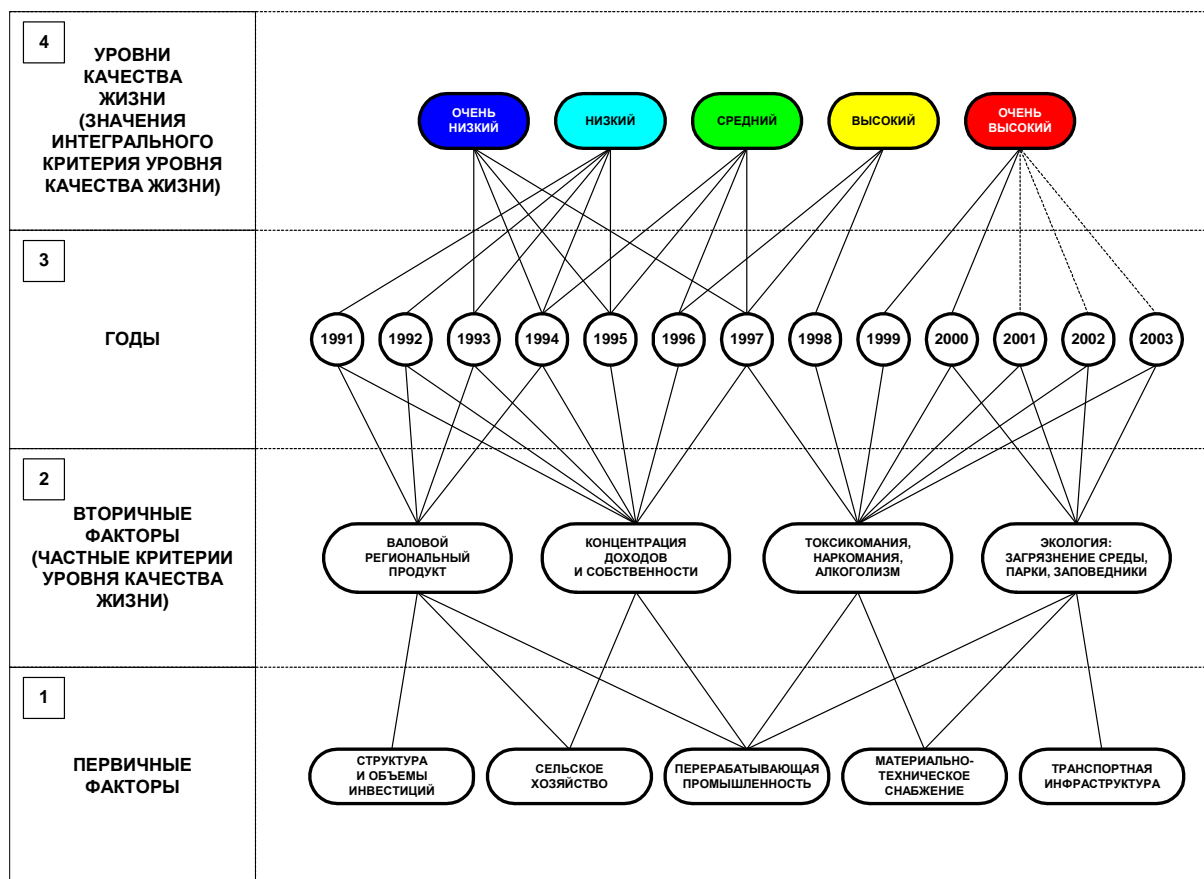 4
УРОВНИ
КАЧЕСТВА
ЖИЗНИ
(ЗНАЧЕНИЯ
ИНТЕГРАЛЬНОГО
КРИТЕРИЯ УРОВНЯ
КАЧЕСТВА ЖИЗНИ)
ОЧЕНЬ
НИЗКИЙ
НИЗКИЙ
СРЕДНИЙ
ВЫСОКИЙ
ОЧЕНЬ
ВЫСОКИЙ
3
ГОДЫ
1991
1992
1993
1994
1995
1996
1997
1998
1999
2000
2001
2002
2003
2
ВТОРИЧНЫЕ
ФАКТОРЫ
(ЧАСТНЫЕ КРИТЕРИИ
УРОВНЯ КАЧЕСТВА
ЖИЗНИ)
ВАЛОВОЙ
РЕГИОНАЛЬНЫЙ
ПРОДУКТ
КОНЦЕНТРАЦИЯ
ДОХОДОВ
И СОБСТВЕННОСТИ
ТОКСИКОМАНИЯ,
НАРКОМАНИЯ,
АЛКОГОЛИЗМ
ЭКОЛОГИЯ:
ЗАГРЯЗНЕНИЕ СРЕДЫ,
ПАРКИ, ЗАПОВЕДНИКИ
1
ПЕРВИЧНЫЕ
ФАКТОРЫ
СТРУКТУРА
И ОБЪЕМЫ
ИНВЕСТИЦИЙ
СЕЛЬСКОЕ
ХОЗЯЙСТВО
ПЕРЕРАБАТЫВАЮЩАЯ
ПРОМЫШЛЕННОСТЬ
МАТЕРИАЛЬНО-
ТЕХНИЧЕСКОЕ
СНАБЖЕНИЕ
ТРАНСПОРТНАЯ
ИНФРАСТРУКТУРА